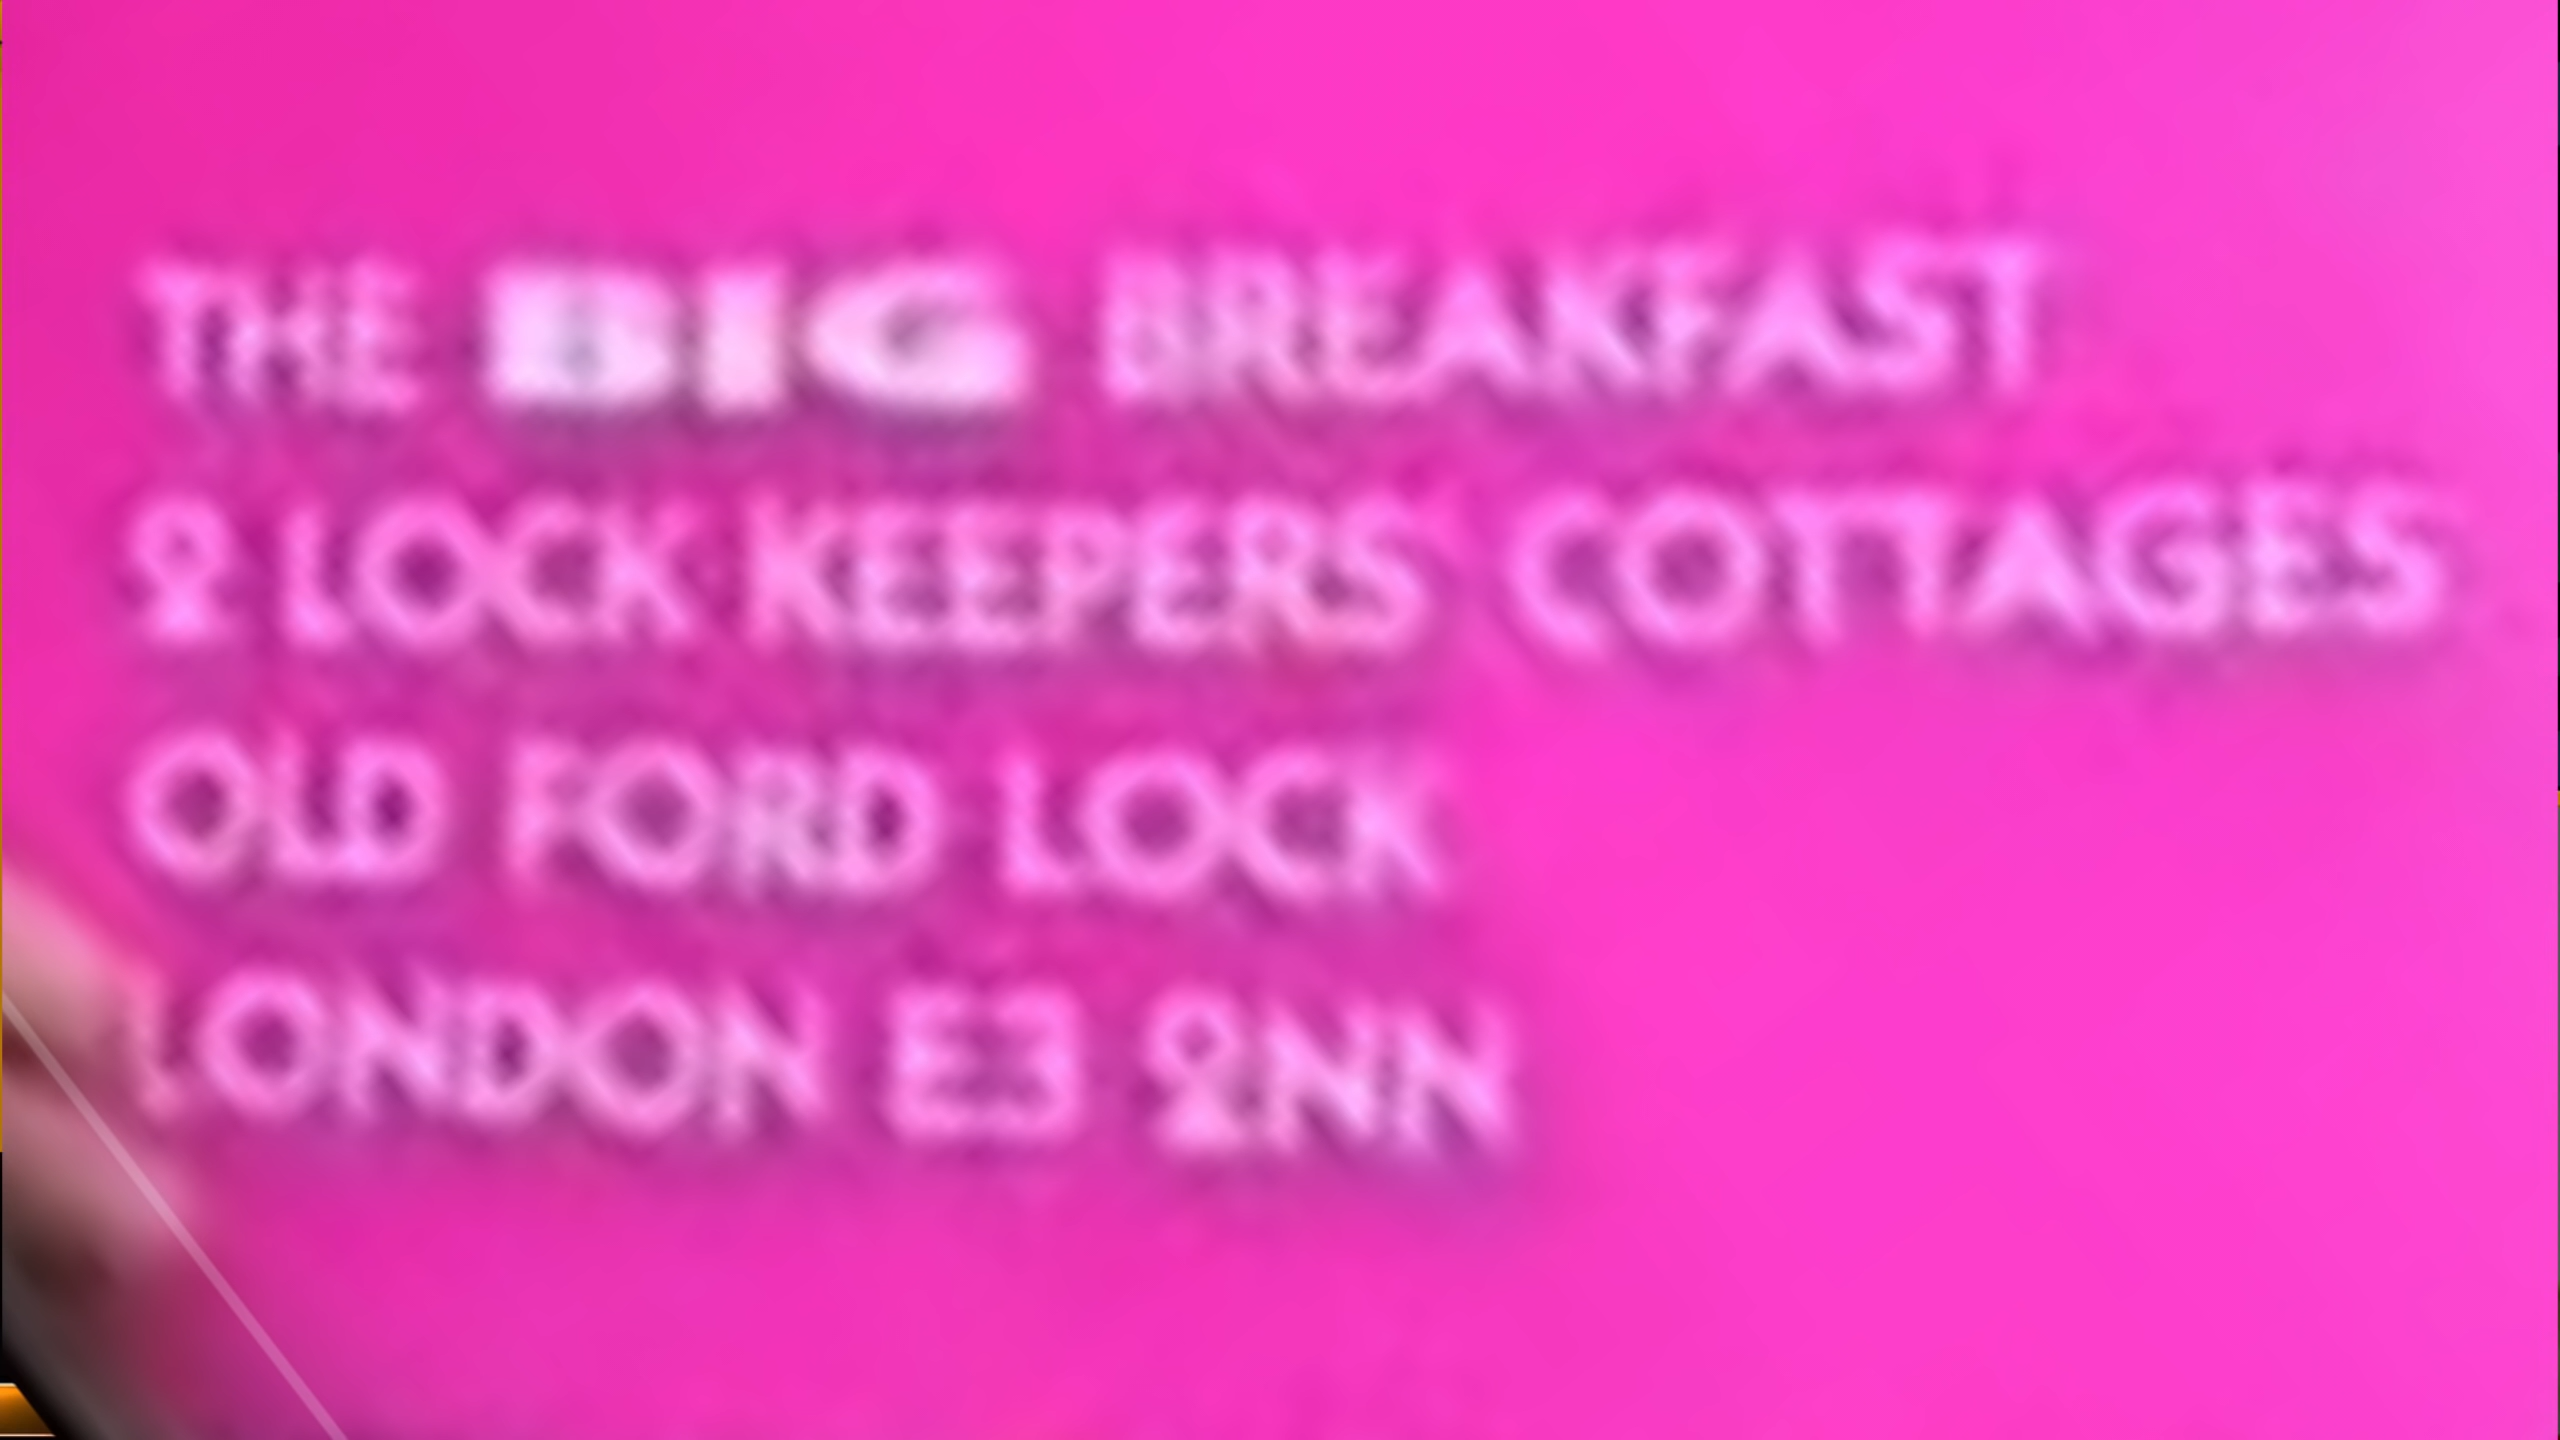 THE BIG BREAKFAST
2 LOCK KEEPERS COTTAGES
OLD FORD LOCK
LONDON E3 2NN